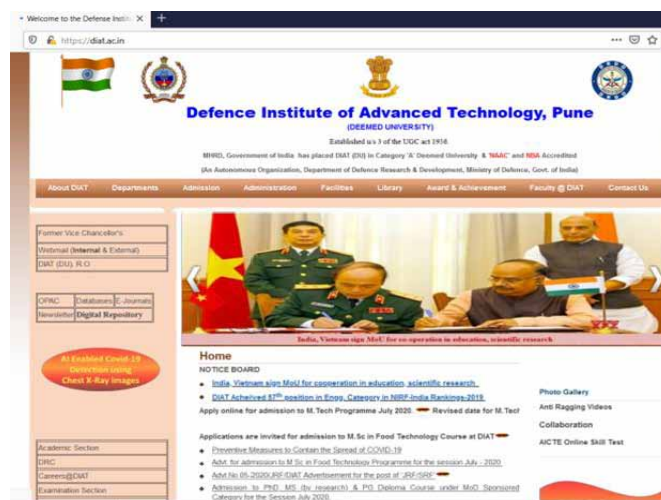 Welcome to the Defense Instit
https://diat.ac.in
Defence Institute of Advanced Technology, Pune
(DEEMED UNIVERSITY)
Established u/s 3 of the UGC act 1956
MHRD, Government of India has placed DIAT (DU) in Category 'A' Deemed University & 'NAAC' and NBA Accredited
(An Autonomous Organization, Department of Defence Research & Development, Ministry of Defence, Govt. of India)
About DIAT Departments Admission Administration Facilities Library Award & Achievement Faculty @ DIAT Contact Us
Former Vice Chancellor's
Webmail (Internal & External)
DIAT (DU), R.O
OPAC Databases E-Journals
Newsletter Digital Repository
India, Vietnam sign MoU for co-operation in education, scientific research
AI Enabled Covid-19
Detection using
Chest X-Ray Images
Home
NOTICE BOARD
India, Vietnam sign MoU for cooperation in education, scientific research
DIAT Acheived 57th position in Engg. Category in NIRF-India Rankings-2019
Apply online for admission to M.Tech Programme July 2020. Revised date for M.Tech
Applications are invited for admission to M.Sc in Food Technology Course at DIAT
Preventive Measures to Contain the Spread of COVID-19
Advt. for admission to M.Sc in Food Technology Programme for the session July - 2020
Advt No.05-2020/JRF/DIAT Advertisement for the post of 'JRF/SRF'
Admission to PhD, MS (by research) & PG Diploma Course under MoD Sponsored
Category for the Session July 2020.
Photo Gallery
Anti Ragging Videos
Collaboration
AICTE Online Skill Test
Academic Section
DRC
Careers@DIAT
Examination Section